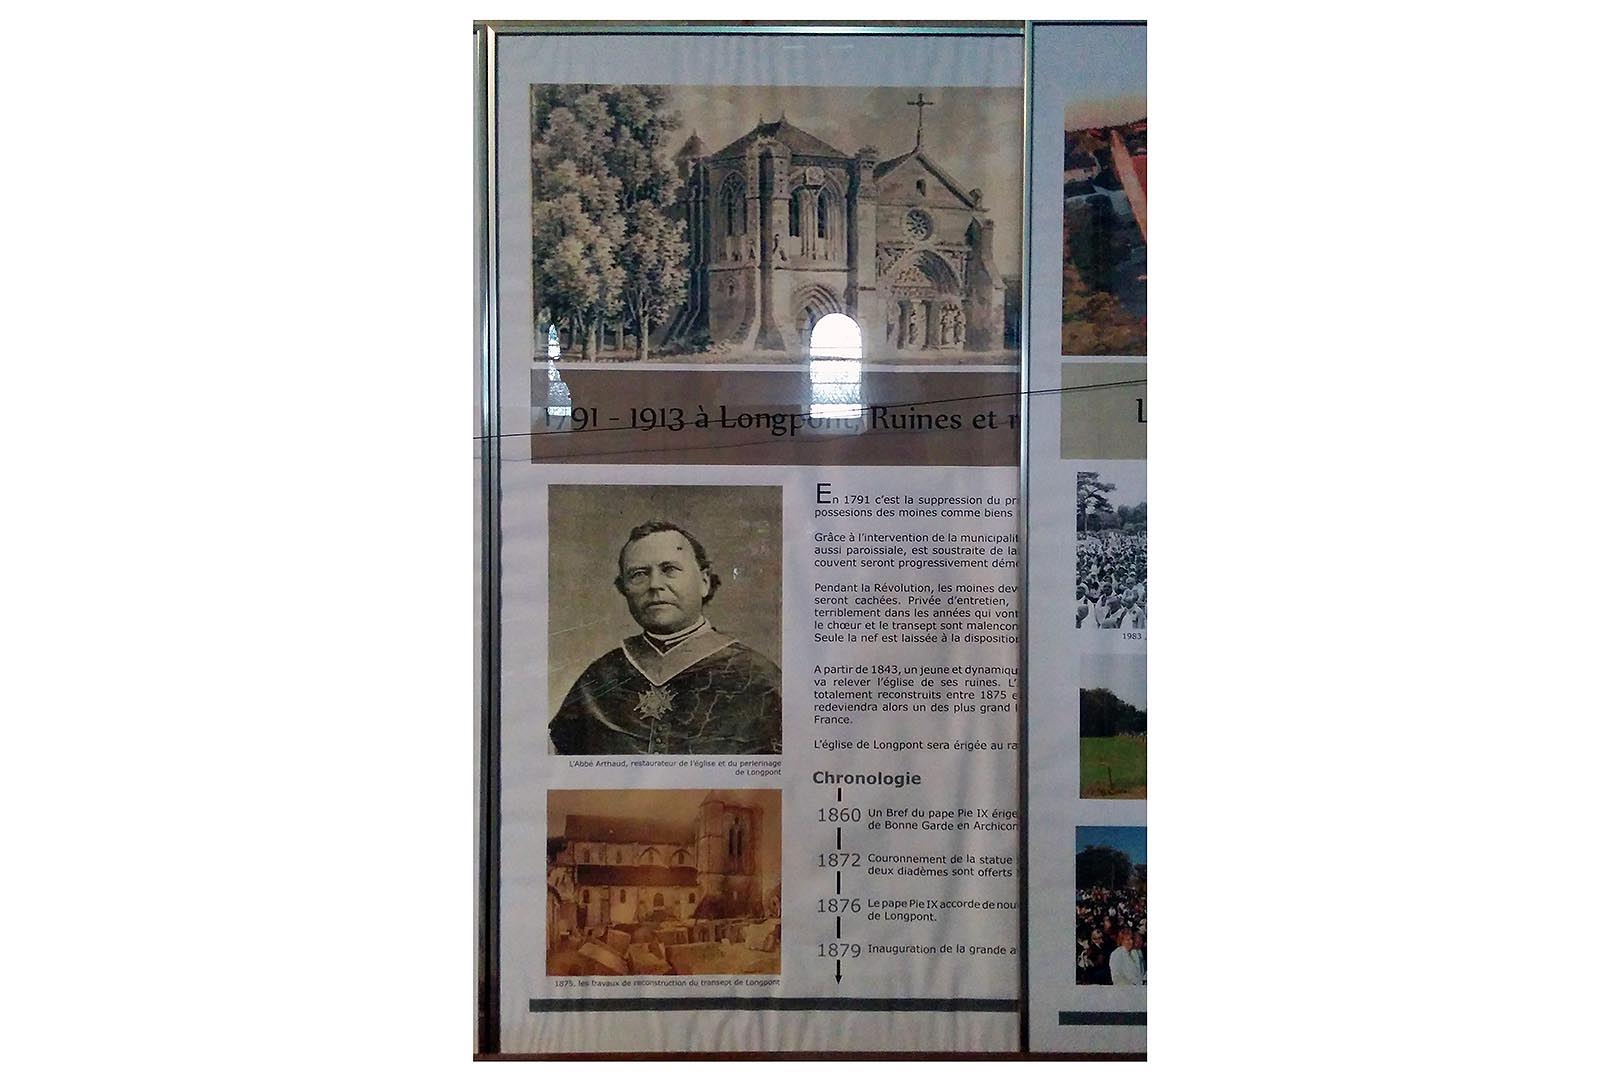 1791 - 1913 à Longpont, Ruines et
En 1791 c'est la suppression du
possesions des moines comme biens
Grâce à l'intervention de la
aussi paroissiale, est soustraite de la
couvent seront progressivement
Pendant la Révolution, les moines
seront cachées. Privée d'entretien,
terriblement dans les années qui vont
le chœur et le transept sont
Seule la nef est laissée à la
A partir de 1843, un jeune et
va relever l'église de ses ruines. L'
totalement reconstruits entre 1875
redeviendra alors un des plus grand
France.
L'église de Longpont sera érigée au
L'Abbé Arthaud, restaurateur de l'église et du perlerinage
de Longpont
Chronologie
1860 Un Bref du pape Pie IX érige
de Bonne Garde en
1872 Couronnement de la statue
deux diadèmes sont offerts
1876 Le pape Pie IX accorde de
de Longpont.
1879 Inauguration de la grande
1875, les travaux de reconstruction du transept de Longpont
L
1983